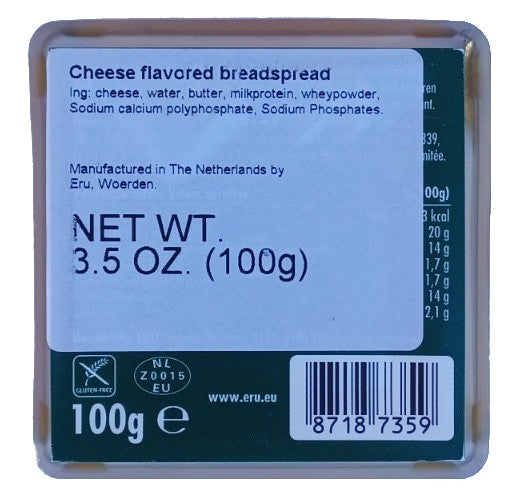 Cheese flavored breadspread
Ing: cheese, water, butter, milkprotein, wheypowder,
Sodium calcium polyphosphate, Sodium Phosphates.
Manufactured in The Netherlands by
Eru, Woerden.
NET WT.
3.5 OZ. (100g)
00g)
kcal
20 g
14 g
1,7 g
1,7 g
14 g
2,1 g
GLUTEN-FREE
NL
Z0015
EU
www.eru.eu
100g e
8718 7359